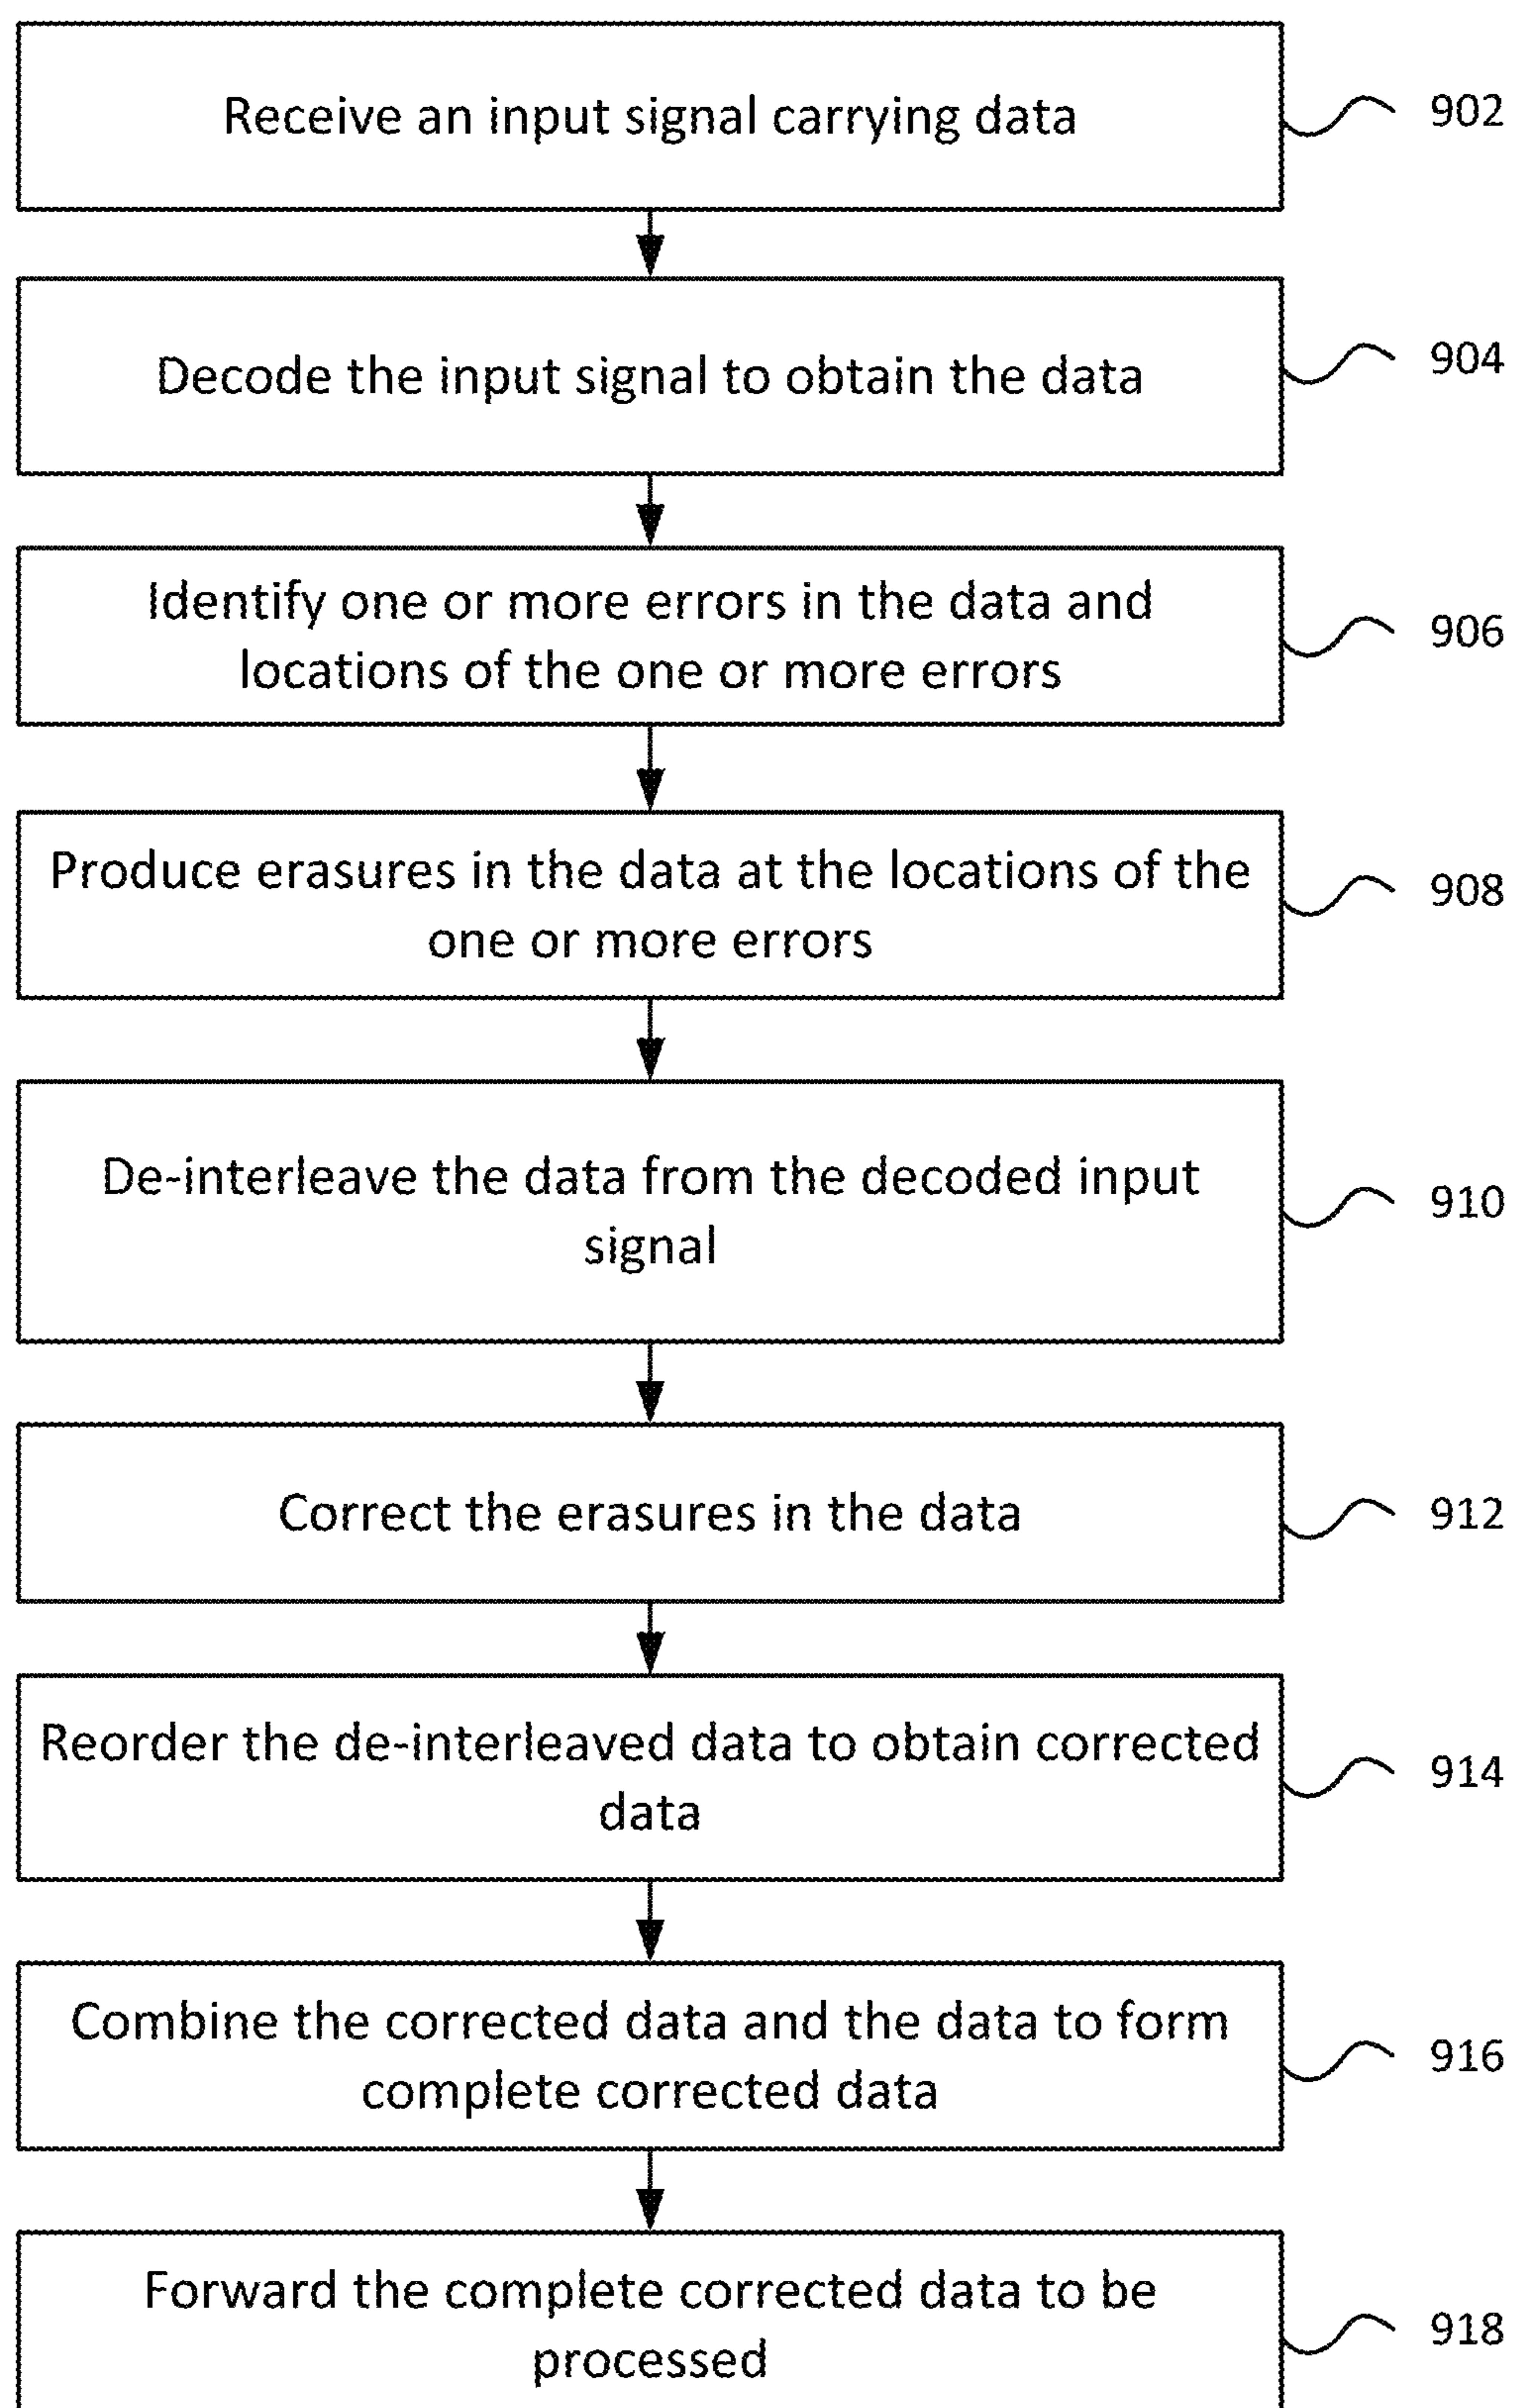 Receive an input signal carrying data
902
Decode the input signal to obtain the data
904
Identify one or more errors in the data and
locations of the one or more errors
906
Produce erasures in the data at the locations of the
one or more errors
908
De-interleave the data from the decoded input
signal
910
Correct the erasures in the data
912
Reorder the de-interleaved data to obtain corrected
data
914
Combine the corrected data and the data to form
complete corrected data
916
Forward the complete corrected data to be
processed
918